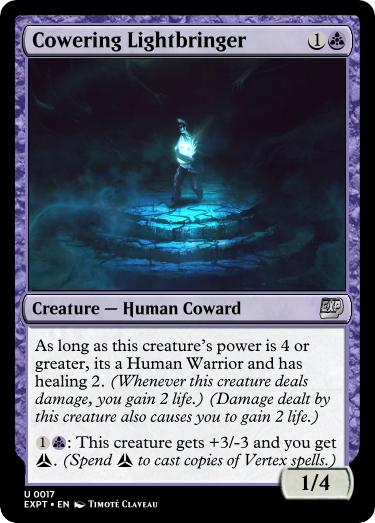 Cowering Lightbringer 1
Creature — Human Coward EXP
As long as this creature's power is 4 or
greater, its a Human Warrior and has
healing 2. (Whenever this creature deals
damage, you gain 2 life.) (Damage dealt by
this creature also causes you to gain 2 life.)
1 : This creature gets +3/-3 and you get
. (Spend to cast copies of Vertex spells.)
1/4
U 0017
EXPT • EN Timoté Claveau